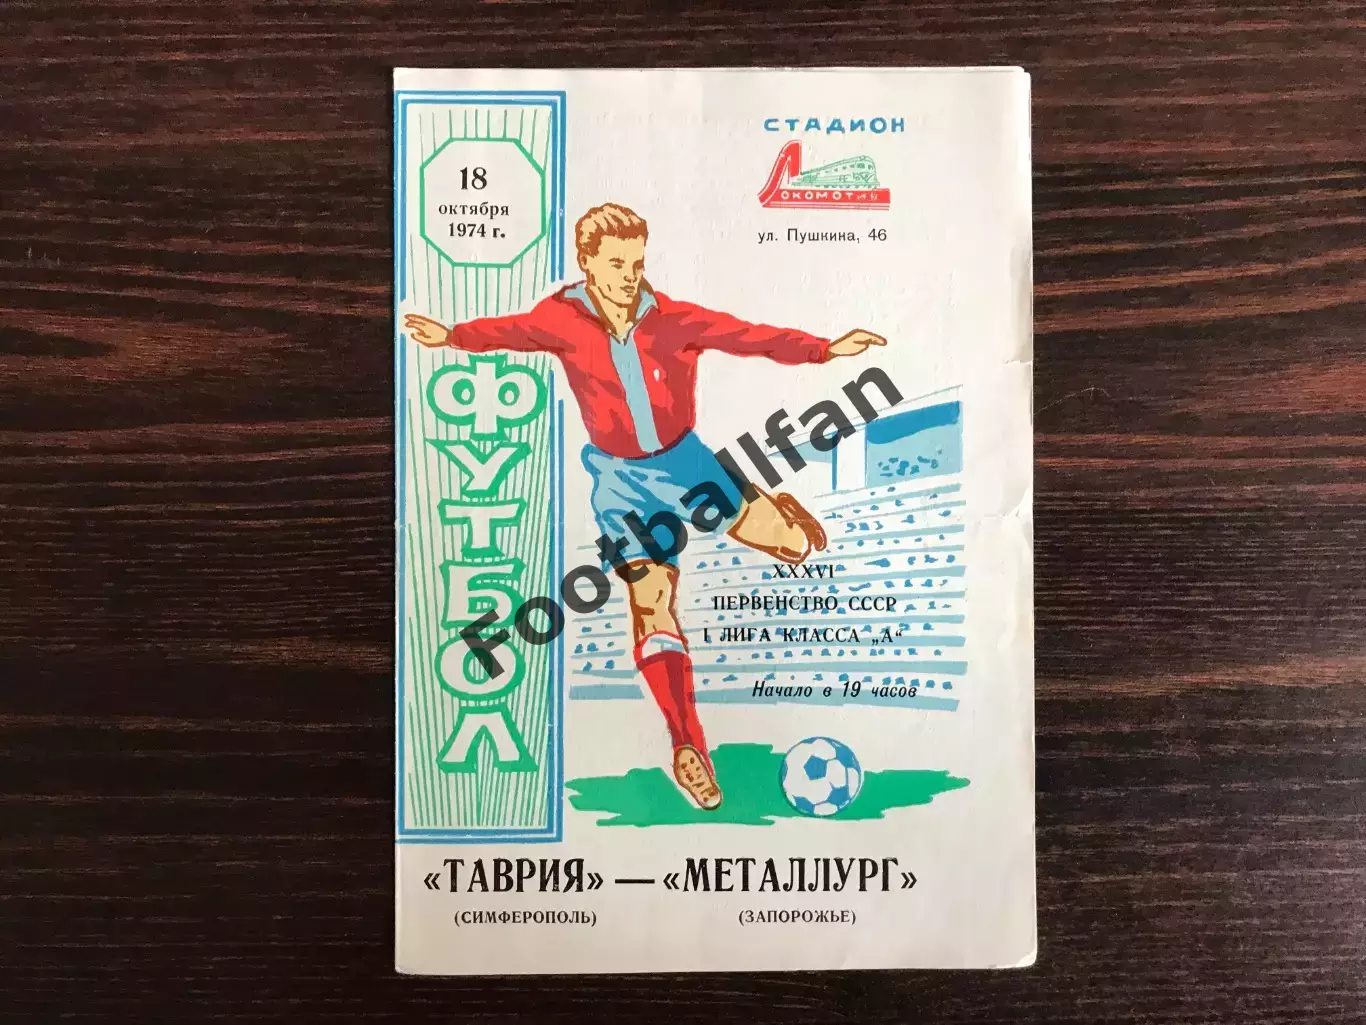 18
октября
1974 г.
ФУТБОЛ
СТАДИОН
ЛОКОМОТИВ
ул. Пушкина, 46
Footballfan
XXXVI
ПЕРВЕНСТВО СССР
I ЛИГА КЛАССА „А“
Начало в 19 часов
«ТАВРИЯ» — «МЕТАЛЛУРГ»
(СИМФЕРОПОЛЬ) (ЗАПОРОЖЬЕ)